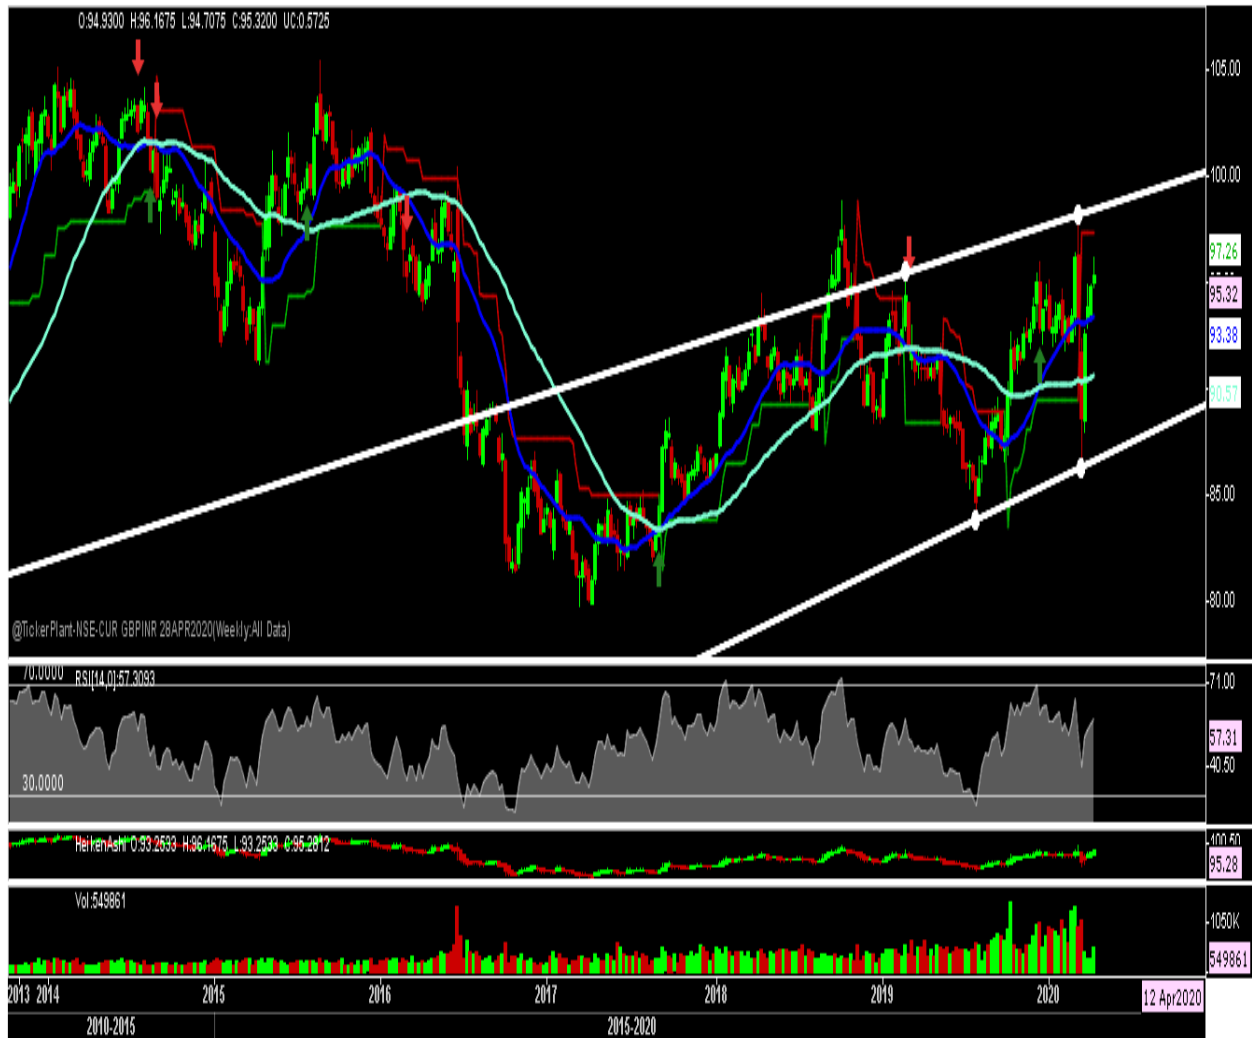 O:94.9300 H:96.1675 L:94.7075 C:95.3200 UC:0.5725
105.00
100.00
97.26
95.32
93.38
90.57
85.00
80.00
@TickerPlant-NSE-CUR GBPINR 28APR2020(Weekly:All Data)
70.0000
RSI[14,0]:57.3093
71.00
57.31
40.50
30.0000
HeikenAshi O:93.2533 H:96.1675 L:93.2533 C:95.2812
100.50
95.28
Vol:549861
1050K
549861
2013 2014 2015 2016 2017 2018 2019 2020
12 Apr2020
2010-2015 2015-2020